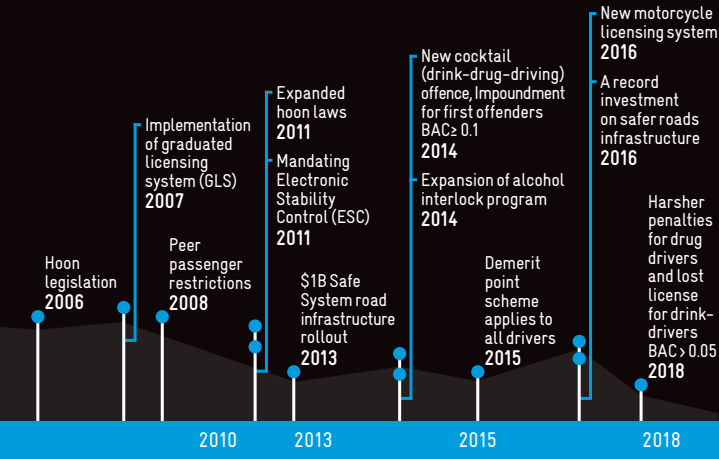 Hoon
legislation
2006
Implementation
of graduated
licensing
system (GLS)
2007
Peer
passenger
restrictions
2008
Expanded
hoon laws
2011
Mandating
Electronic
Stability
Control (ESC)
2011
$1B Safe
System road
infrastructure
rollout
2013
New cocktail
(drink-drug-driving)
offence, Impoundment
for first offenders
BAC≥ 0.1
2014
Expansion of alcohol
interlock program
2014
Demerit
point
scheme
applies to
all drivers
2015
New motorcycle
licensing system
2016
A record
investment
on safer roads
infrastructure
2016
Harsher
penalties
for drug
drivers
and lost
license
for drink-
drivers
BAC > 0.05
2018
2010
2013
2015
2018